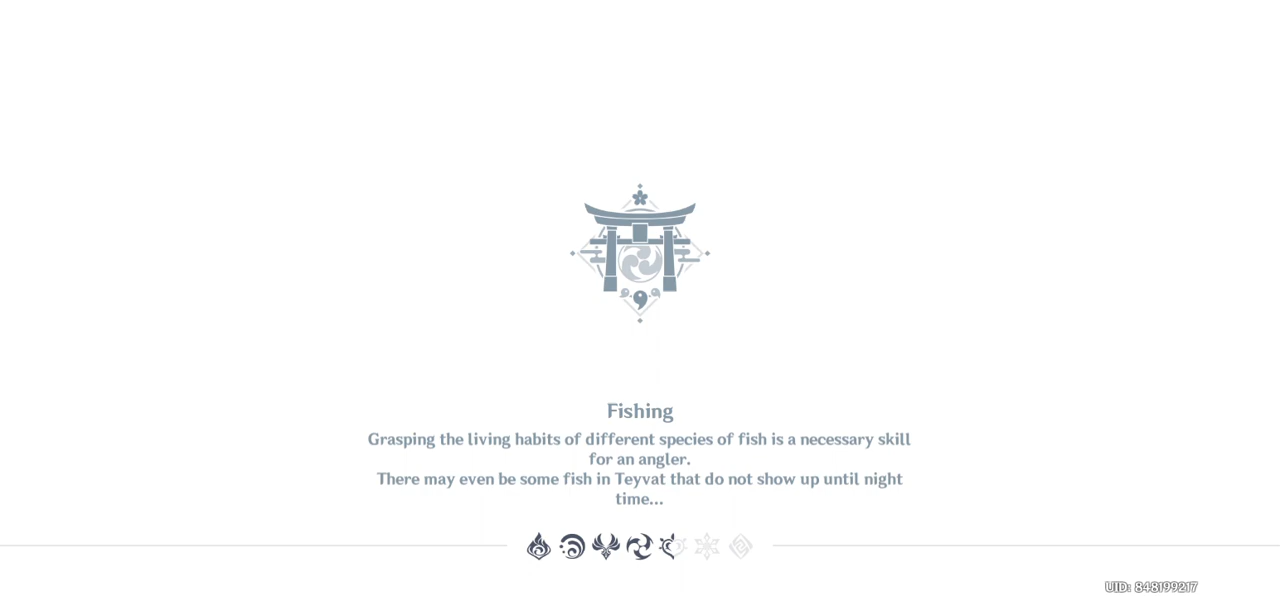 Fishing
Grasping the living habits of different species of fish is a necessary skill
for an angler.
There may even be some fish in Teyvat that do not show up until night
time...
UID: 848199217